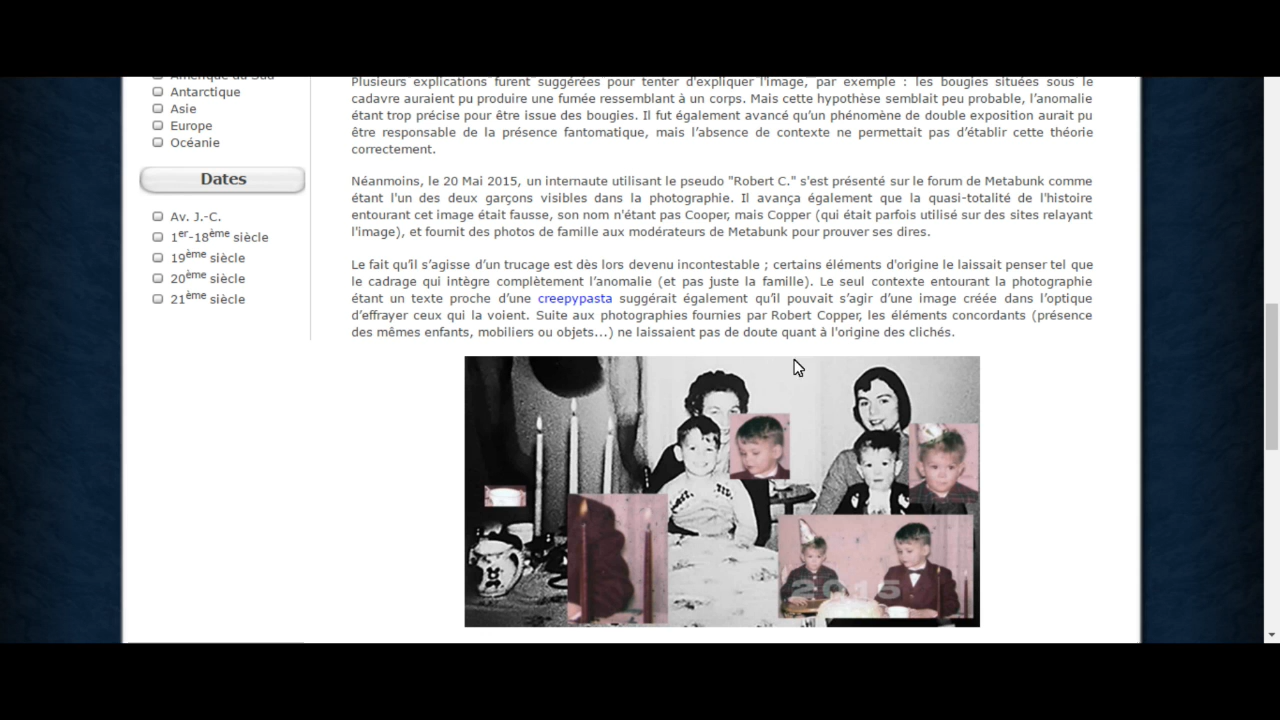 Amérique du Sud
Antarctique
Asie
Europe
Océanie
Dates
Av. J.-C.
1er-18ème siècle
19ème siècle
20ème siècle
21ème siècle
Plusieurs explications furent suggérées pour tenter d'expliquer l'image, par exemple : les bougies situées sous le
cadavre auraient pu produire une fumée ressemblant à un corps. Mais cette hypothèse semblait peu probable, l’anomalie
étant trop précise pour être issue des bougies. Il fut également avancé qu’un phénomène de double exposition aurait pu
être responsable de la présence fantomatique, mais l’absence de contexte ne permettait pas d’établir cette théorie
correctement.
Néanmoins, le 20 Mai 2015, un internaute utilisant le pseudo "Robert C." s'est présenté sur le forum de Metabunk comme
étant l'un des deux garçons visibles dans la photographie. Il avança également que la quasi-totalité de l'histoire
entourant cet image était fausse, son nom n'étant pas Cooper, mais Copper (qui était parfois utilisé sur des sites relayant
l'image), et fournit des photos de famille aux modérateurs de Metabunk pour prouver ses dires.
Le fait qu’il s’agisse d’un trucage est dès lors devenu incontestable ; certains éléments d'origine le laissait penser tel que
le cadrage qui intègre complètement l’anomalie (et pas juste la famille). Le seul contexte entourant la photographie
étant un texte proche d’une creepypasta suggérait également qu’il pouvait s’agir d’une image créée dans l’optique
d’effrayer ceux qui la voient. Suite aux photographies fournies par Robert Copper, les éléments concordants (présence
des mêmes enfants, mobiliers ou objets...) ne laissaient pas de doute quant à l'origine des clichés.
2015